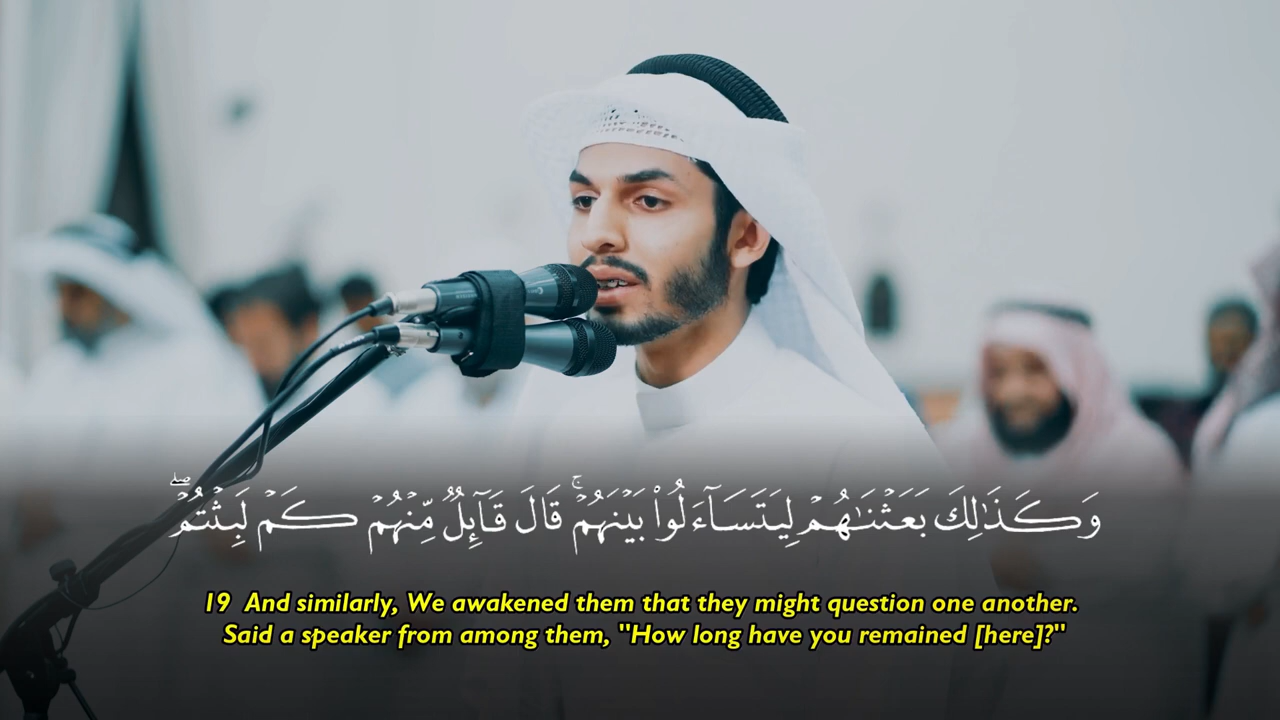 وَكَذَٰلِكَ بَعَثْنَٰهُمْ لِيَتَسَآءَلُوا۟ بَيْنَهُمْ ۚ قَالَ قَآئِلٌ مِّنْهُمْ كَمْ لَبِثْتُمْ ۖ
19 And similarly, We awakened them that they might question one another.
Said a speaker from among them, "How long have you remained [here]?"